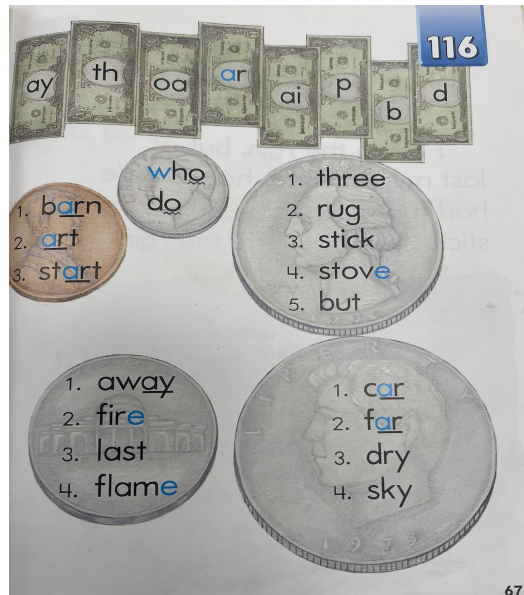 116
ay
th
oa
ar
ai
p
b
d
who
do
1. barn
2. art
3. start
1. three
2. rug
3. stick
4. stove
5. but
1. away
2. fire
3. last
4. flame
1. car
2. far
3. dry
4. sky
LIBERTY
1973
67